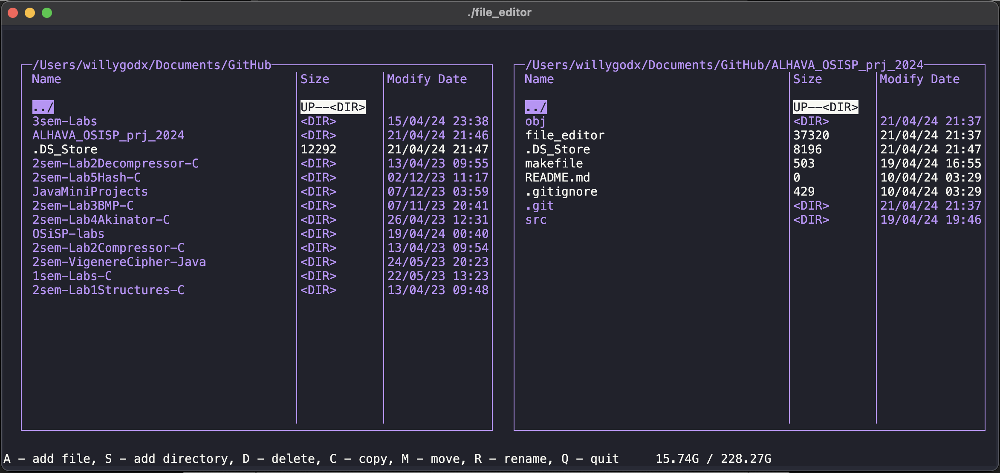 ./file_editor
/Users/willygodx/Documents/GitHub
Name Size Modify Date
../ UP--<DIR>
3sem-Labs <DIR> 15/04/24 23:38
ALHAVA_OSISP_prj_2024 <DIR> 21/04/24 21:46
.DS_Store 12292 21/04/24 21:47
2sem-Lab2Decompressor-C <DIR> 13/04/23 09:55
2sem-Lab5Hash-C <DIR> 02/12/23 11:17
JavaMiniProjects <DIR> 07/12/23 03:59
2sem-Lab3BMP-C <DIR> 07/11/23 20:41
2sem-Lab4Akinator-C <DIR> 26/04/23 12:31
OSiSP-labs <DIR> 19/04/24 00:40
2sem-Lab2Compressor-C <DIR> 13/04/23 09:54
2sem-VigenereCipher-Java <DIR> 24/05/23 20:23
1sem-Labs-C <DIR> 22/05/23 13:23
2sem-Lab1Structures-C <DIR> 13/04/23 09:48
/Users/willygodx/Documents/GitHub/ALHAVA_OSISP_prj_2024
Name Size Modify Date
../ UP--<DIR>
obj <DIR> 21/04/24 21:37
file_editor 37320 21/04/24 21:37
.DS_Store 8196 21/04/24 21:47
makefile 503 19/04/24 16:55
README.md 0 10/04/24 03:29
.gitignore 429 10/04/24 03:29
.git <DIR> 21/04/24 21:37
src <DIR> 19/04/24 19:46
A - add file, S - add directory, D - delete, C - copy, M - move, R - rename, Q - quit 15.74G / 228.27G